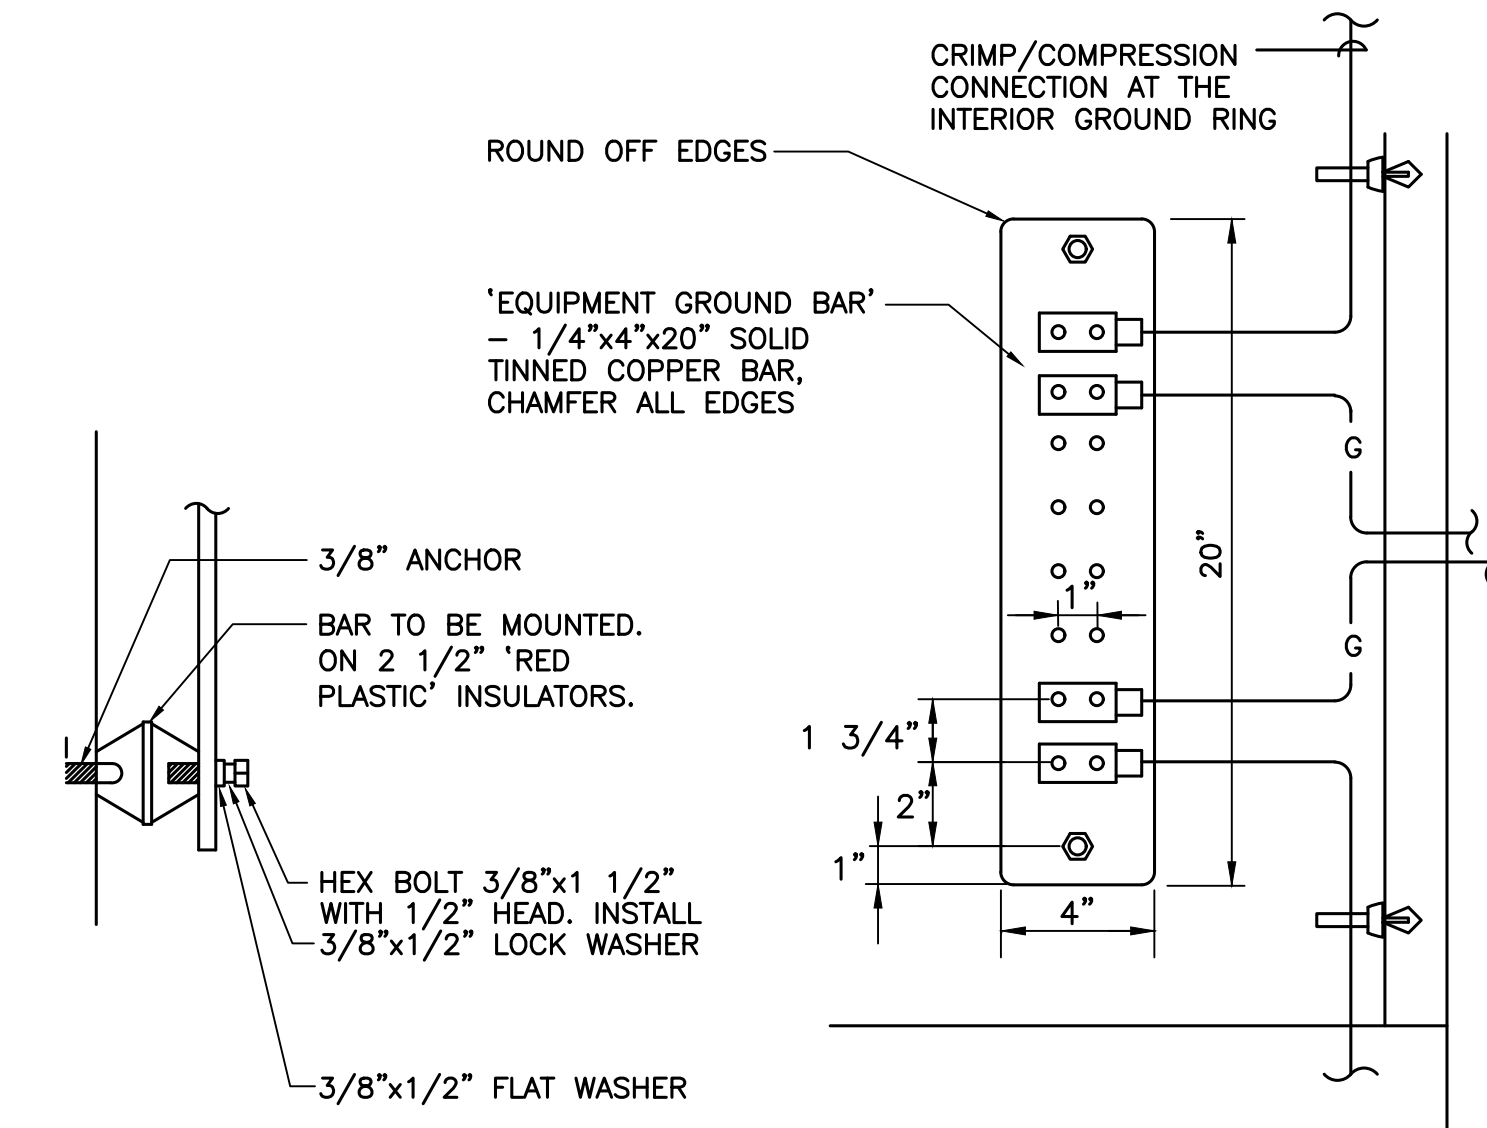 CRIMP/COMPRESSION
CONNECTION AT THE
INTERIOR GROUND RING
ROUND OFF EDGES
‘EQUIPMENT GROUND BAR’
– 1/4”x4”x20” SOLID
TINNED COPPER BAR,
CHAMFER ALL EDGES
G
20”
3/8” ANCHOR
1”
BAR TO BE MOUNTED.
ON 2 1/2” ‘RED
PLASTIC’ INSULATORS.
G
1 3/4”
2”
1”
4”
HEX BOLT 3/8”x1 1/2”
WITH 1/2” HEAD. INSTALL
3/8”x1/2” LOCK WASHER
3/8”x1/2” FLAT WASHER